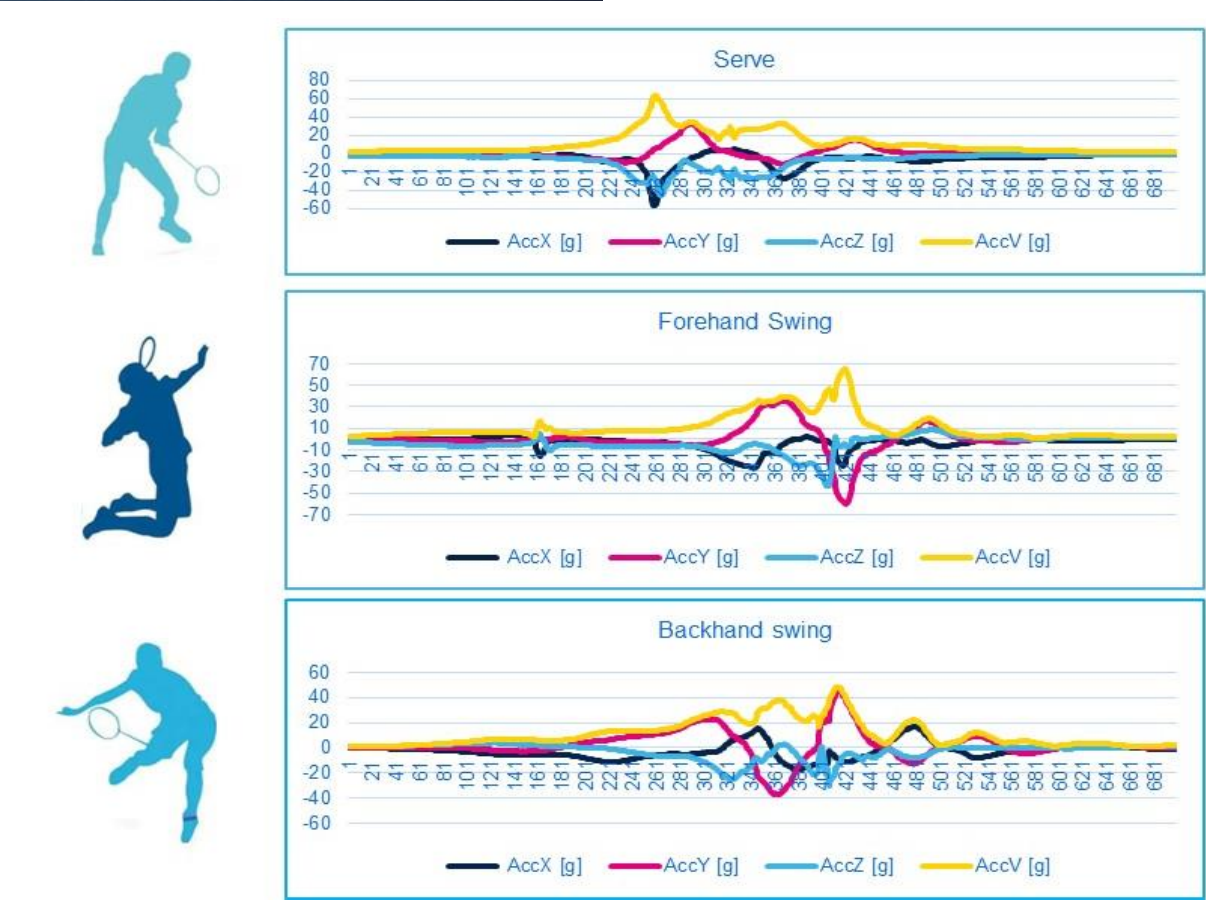 Serve
80
60
40
20
0
-20
-40
-60
1 21 41 61 81 101 121 141 161 181 201 221 241 261 281 301 321 341 361 381 401 421 441 461 481 501 521 541 561 581 601 621 641 661 681
AccX [g] AccY [g] AccZ [g] AccV [g]
Forehand Swing
70
50
30
10
-10
-30
-50
-70
1 21 41 61 81 101 121 141 161 181 201 221 241 261 281 301 321 341 361 381 401 421 441 461 481 501 521 541 561 581 601 621 641 661 681
AccX [g] AccY [g] AccZ [g] AccV [g]
Backhand swing
60
40
20
0
-20
-40
-60
1 21 41 61 81 101 121 141 161 181 201 221 241 261 281 301 321 341 361 381 401 421 441 461 481 501 521 541 561 581 601 621 641 661 681
AccX [g] AccY [g] AccZ [g] AccV [g]